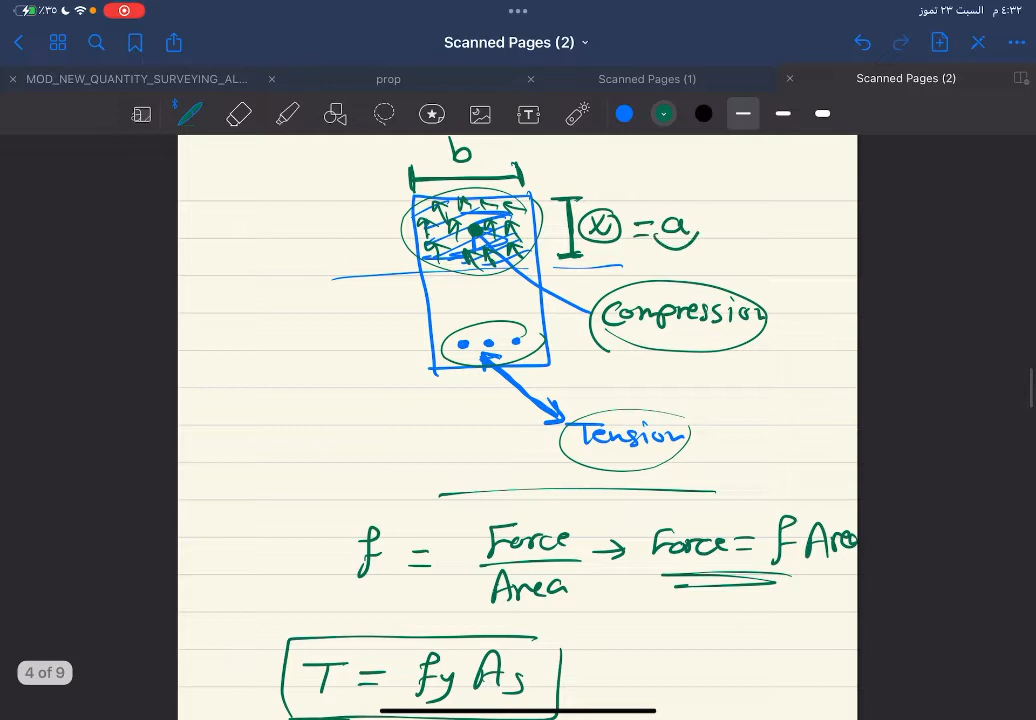 ٪٣٥
٤:٣٢ م السبت ٢٣ تموز
Scanned Pages (2)
MOD_NEW_QUANTITY_SURVEYING_AL...
prop
Scanned Pages (1)
Scanned Pages (2)
b
x = a
Compression
Tension
f = Force / Area → Force = f Area
T = fy As
4 of 9